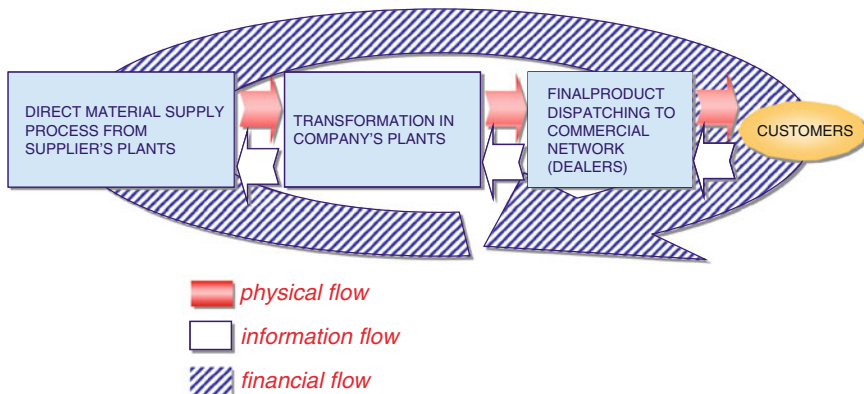 DIRECT MATERIAL SUPPLY
PROCESS FROM
SUPPLIER'S PLANTS
TRANSFORMATION IN
COMPANY'S PLANTS
FINALPRODUCT
DISPATCHING TO
COMMERCIAL
NETWORK
(DEALERS)
CUSTOMERS
physical flow
information flow
financial flow